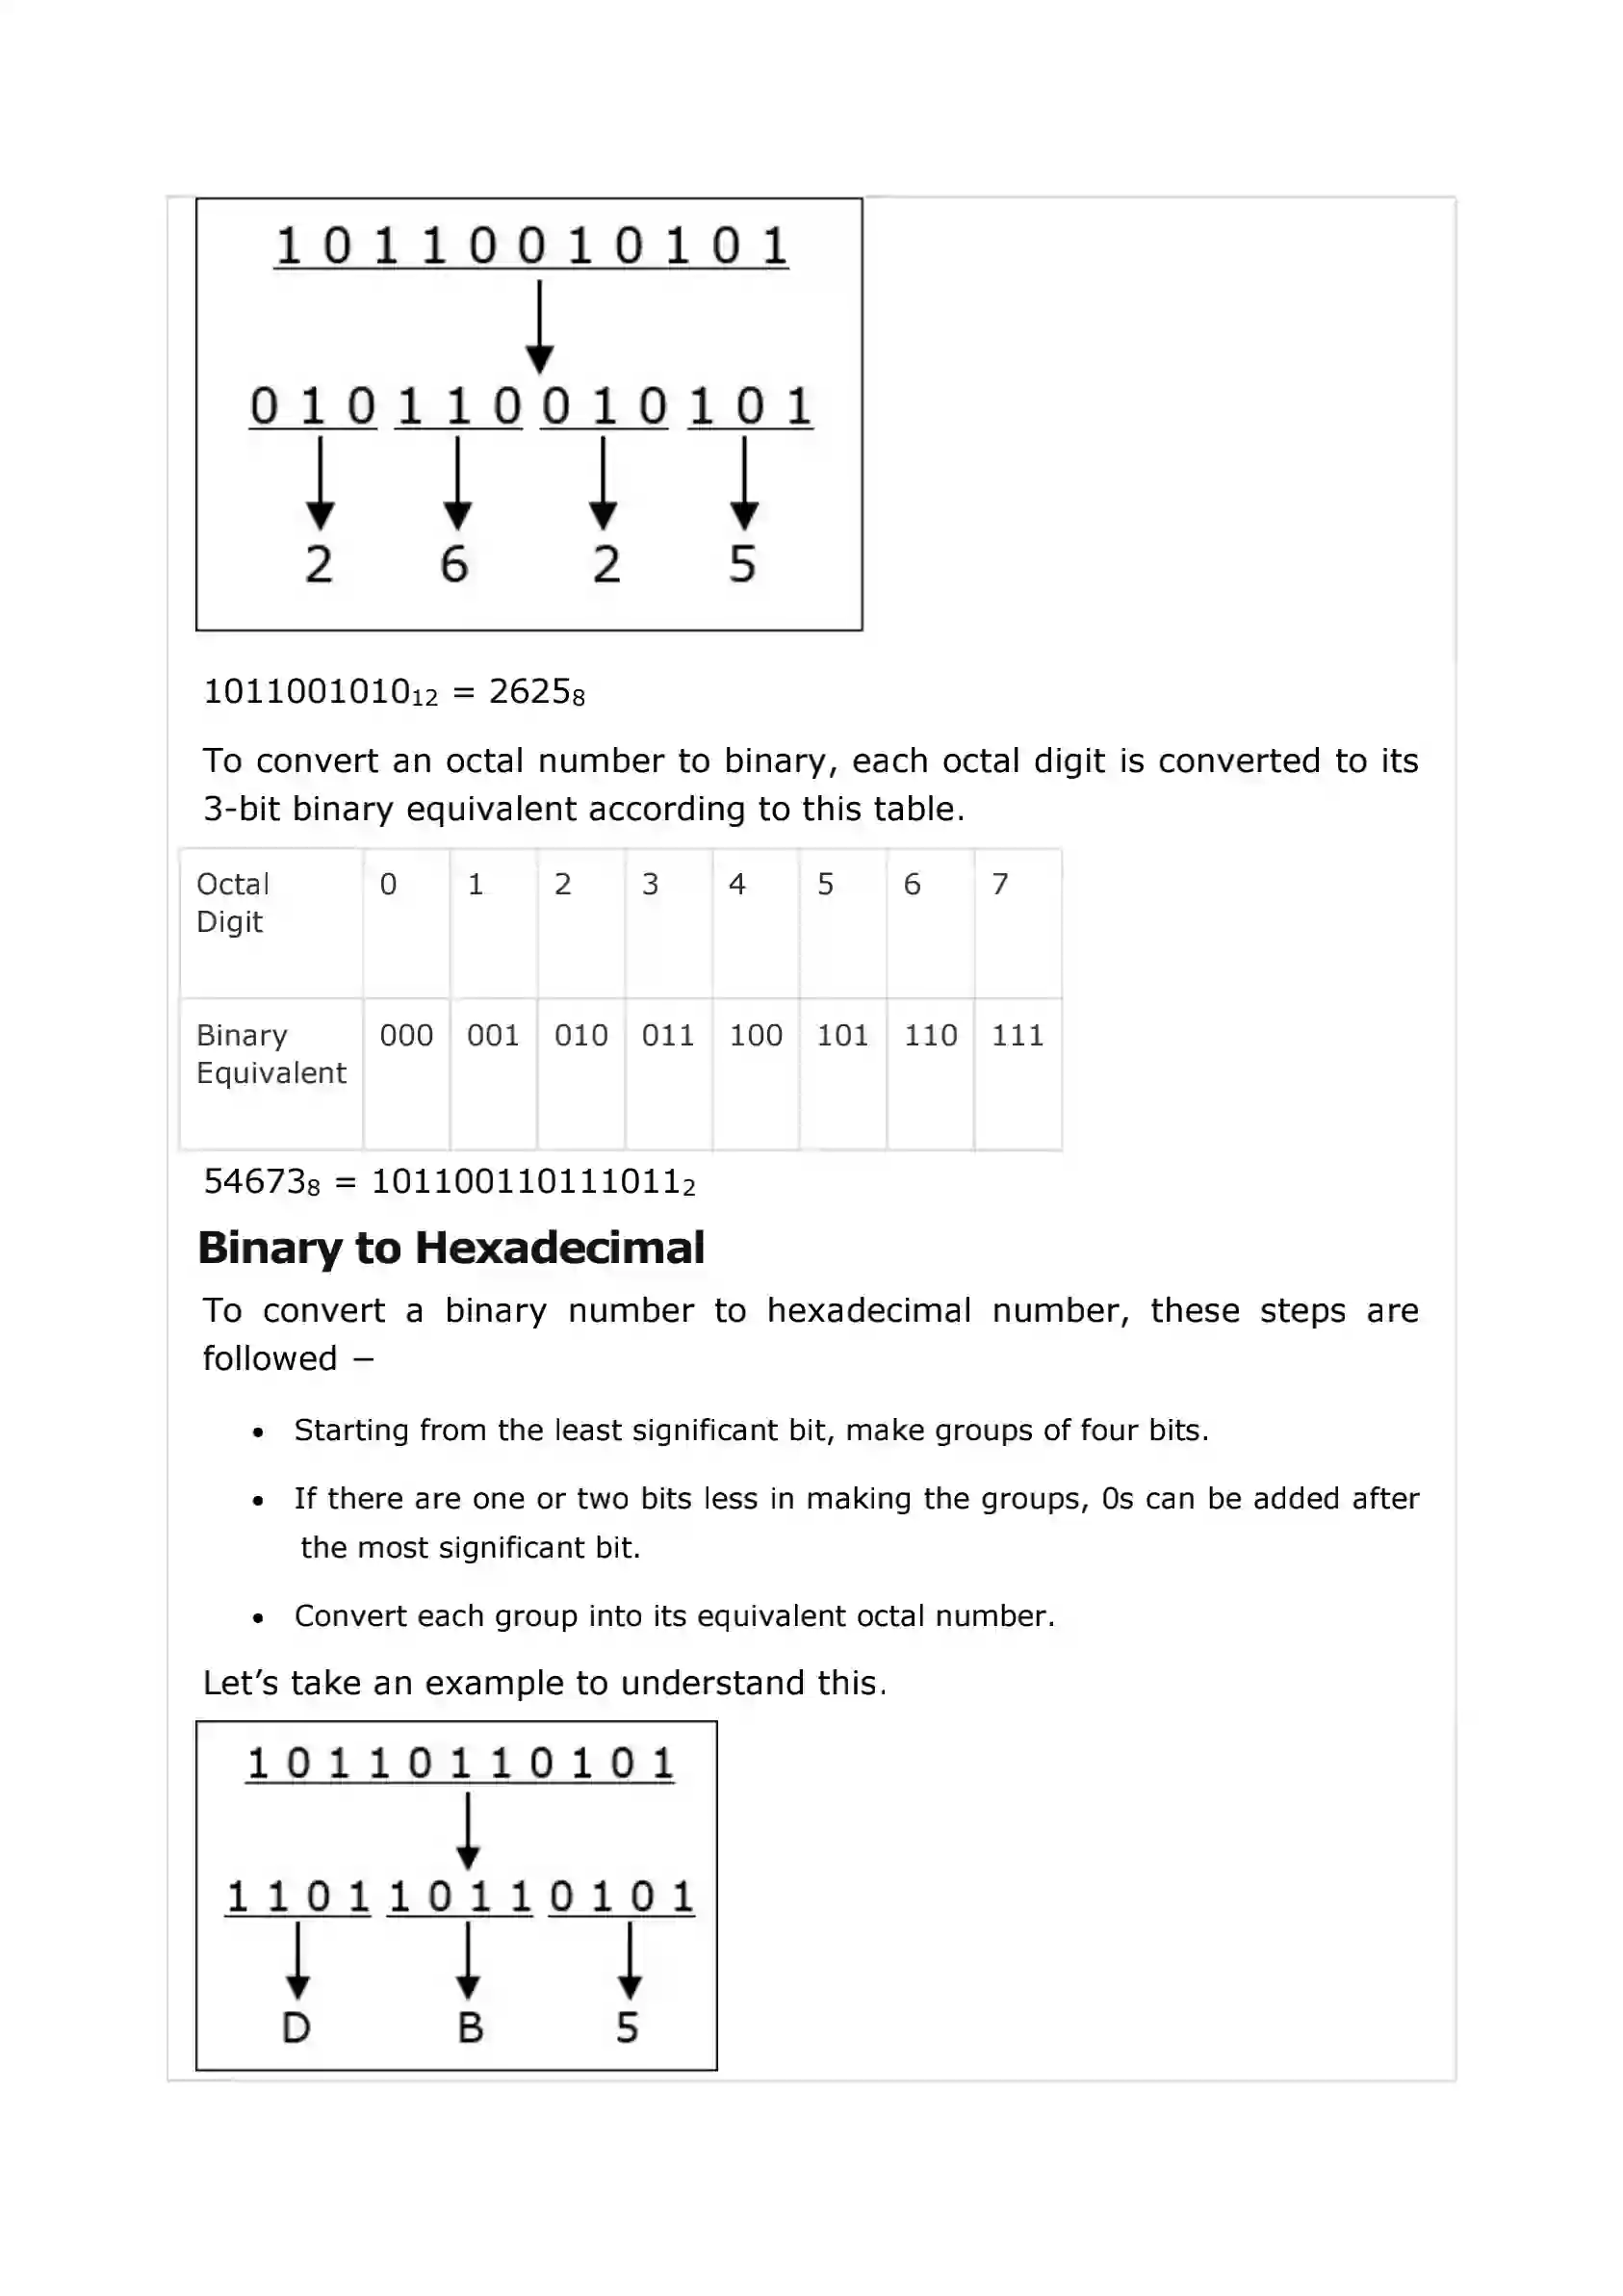 1 0 1 1 0 0 1 0 1 0 1
0 1 0 1 1 0 0 1 0 1 0 1
2 6 2 5
1011001010₁₂ = 2625₈
To convert an octal number to binary, each octal digit is converted to its
3-bit binary equivalent according to this table.
Octal Digit 0 1 2 3 4 5 6 7
Binary Equivalent 000 001 010 011 100 101 110 111
54673₈ = 101100110111011₂
Binary to Hexadecimal
To convert a binary number to hexadecimal number, these steps are
followed −
• Starting from the least significant bit, make groups of four bits.
• If there are one or two bits less in making the groups, 0s can be added after
the most significant bit.
• Convert each group into its equivalent octal number.
Let’s take an example to understand this.
1 0 1 1 0 1 1 0 1 0 1
1 1 0 1 1 0 1 1 0 1 0 1
D B 5